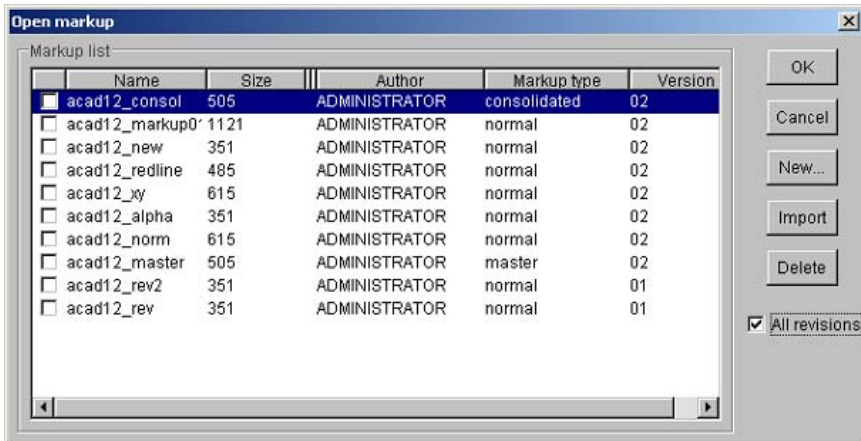 Open markup
Markup list
Name Size Author Markup type Version
acad12_consol 505 ADMINISTRATOR consolidated 02
acad12_markup0 1121 ADMINISTRATOR normal 02
acad12_new 351 ADMINISTRATOR normal 02
acad12_redline 485 ADMINISTRATOR normal 02
acad12_xy 615 ADMINISTRATOR normal 02
acad12_alpha 351 ADMINISTRATOR normal 02
acad12_norm 615 ADMINISTRATOR normal 02
acad12_master 505 ADMINISTRATOR master 02
acad12_rev2 351 ADMINISTRATOR normal 01
acad12_rev 351 ADMINISTRATOR normal 01
OK
Cancel
New...
Import
Delete
All revisions